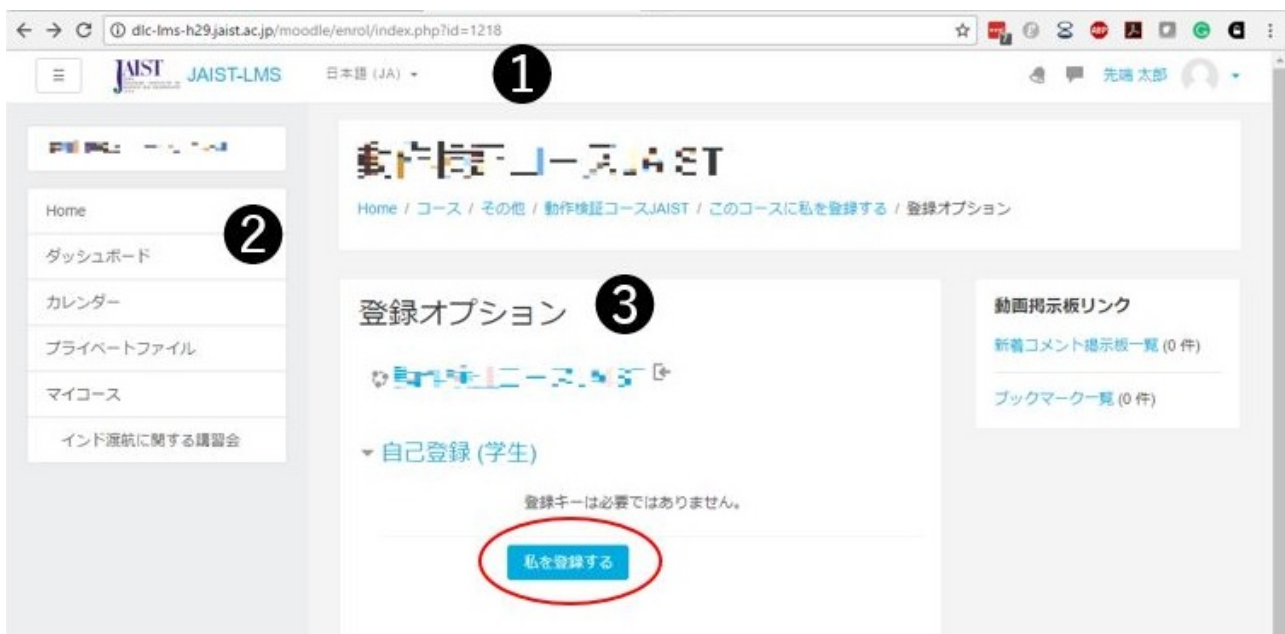 dlc-lms-h29.jaist.ac.jp/moodle/enrol/index.php?id=1218
JAIST JAIST-LMS 日本語 (JA) ❶ 先端 太郎
Home
❷
ダッシュボード
カレンダー
プライベートファイル
マイコース
インド渡航に関する講習会
Home / コース / その他 / 動作検証コースJAIST / このコースに私を登録する / 登録オプション
登録オプション ❸
自己登録 (学生)
登録キーは必要ではありません。
私を登録する
動画掲示板リンク
新着コメント掲示板一覧 (0 件)
ブックマーク一覧 (0 件)